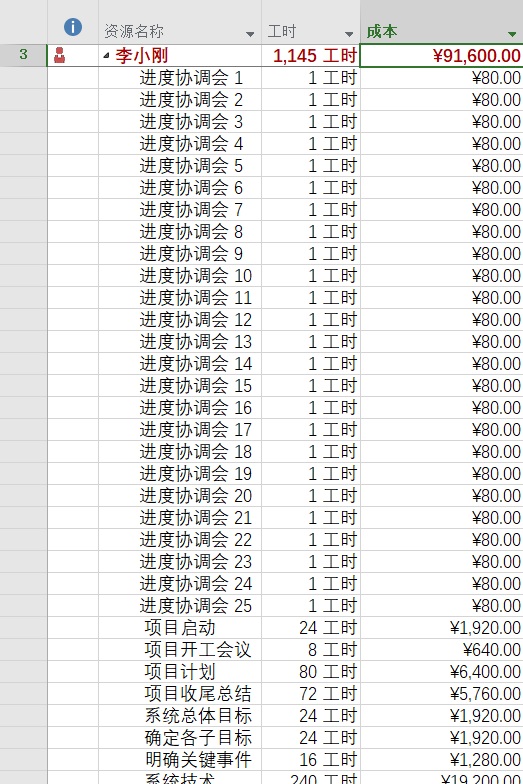 资源名称 工时 成本
3 李小刚 1,145 工时 ¥91,600.00
进度协调会 1 1 工时 ¥80.00
进度协调会 2 1 工时 ¥80.00
进度协调会 3 1 工时 ¥80.00
进度协调会 4 1 工时 ¥80.00
进度协调会 5 1 工时 ¥80.00
进度协调会 6 1 工时 ¥80.00
进度协调会 7 1 工时 ¥80.00
进度协调会 8 1 工时 ¥80.00
进度协调会 9 1 工时 ¥80.00
进度协调会 10 1 工时 ¥80.00
进度协调会 11 1 工时 ¥80.00
进度协调会 12 1 工时 ¥80.00
进度协调会 13 1 工时 ¥80.00
进度协调会 14 1 工时 ¥80.00
进度协调会 15 1 工时 ¥80.00
进度协调会 16 1 工时 ¥80.00
进度协调会 17 1 工时 ¥80.00
进度协调会 18 1 工时 ¥80.00
进度协调会 19 1 工时 ¥80.00
进度协调会 20 1 工时 ¥80.00
进度协调会 21 1 工时 ¥80.00
进度协调会 22 1 工时 ¥80.00
进度协调会 23 1 工时 ¥80.00
进度协调会 24 1 工时 ¥80.00
进度协调会 25 1 工时 ¥80.00
项目启动 24 工时 ¥1,920.00
项目开工会议 8 工时 ¥640.00
项目计划 80 工时 ¥6,400.00
项目收尾总结 72 工时 ¥5,760.00
系统总体目标 24 工时 ¥1,920.00
确定各子目标 24 工时 ¥1,920.00
明确关键事件 16 工时 ¥1,280.00
系统技术 240 工时 ¥19,200.00